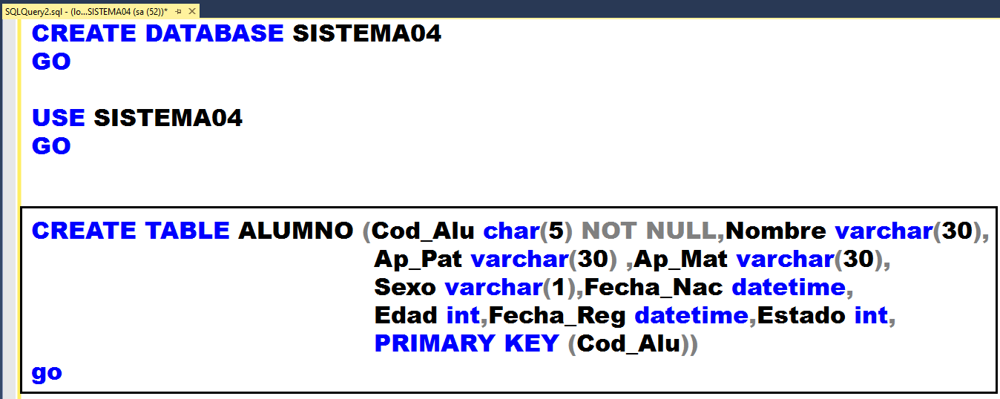 SQLQuery2.sql - (lo...SISTEMA04 (sa (52))*
CREATE DATABASE SISTEMA04
GO
USE SISTEMA04
GO
CREATE TABLE ALUMNO (Cod_Alu char(5) NOT NULL,Nombre varchar(30),
Ap_Pat varchar(30) ,Ap_Mat varchar(30),
Sexo varchar(1),Fecha_Nac datetime,
Edad int,Fecha_Reg datetime,Estado int,
PRIMARY KEY (Cod_Alu))
go